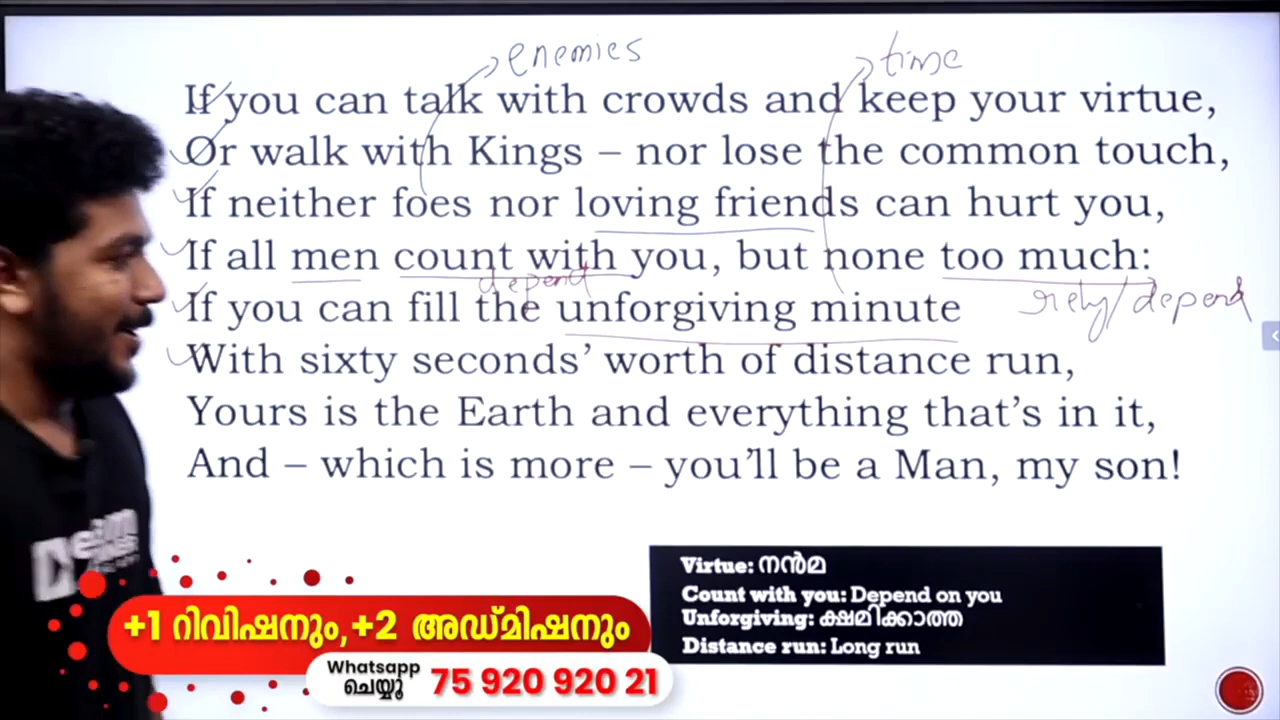 enemies
time
If you can talk with crowds and keep your virtue,
Or walk with Kings – nor lose the common touch,
If neither foes nor loving friends can hurt you,
If all men count with you, but none too much:
depend
rely/depend
If you can fill the unforgiving minute
With sixty seconds’ worth of distance run,
Yours is the Earth and everything that’s in it,
And – which is more – you’ll be a Man, my son!
Virtue: നൻമ
Count with you: Depend on you
Unforgiving: ക്ഷമിക്കാത്ത
Distance run: Long run
+1 റിവിഷനും,+2 അഡ്മിഷനും
Whatsapp
ചെയ്യൂ
75 920 920 21